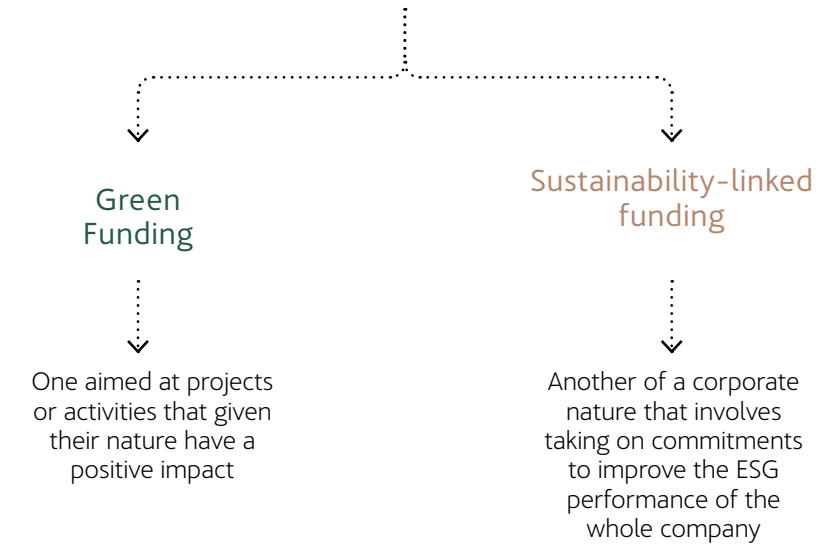 Green
Funding
One aimed at projects
or activities that given
their nature have a
positive impact
Sustainability-linked
funding
Another of a corporate
nature that involves
taking on commitments
to improve the ESG
performance of the
whole company